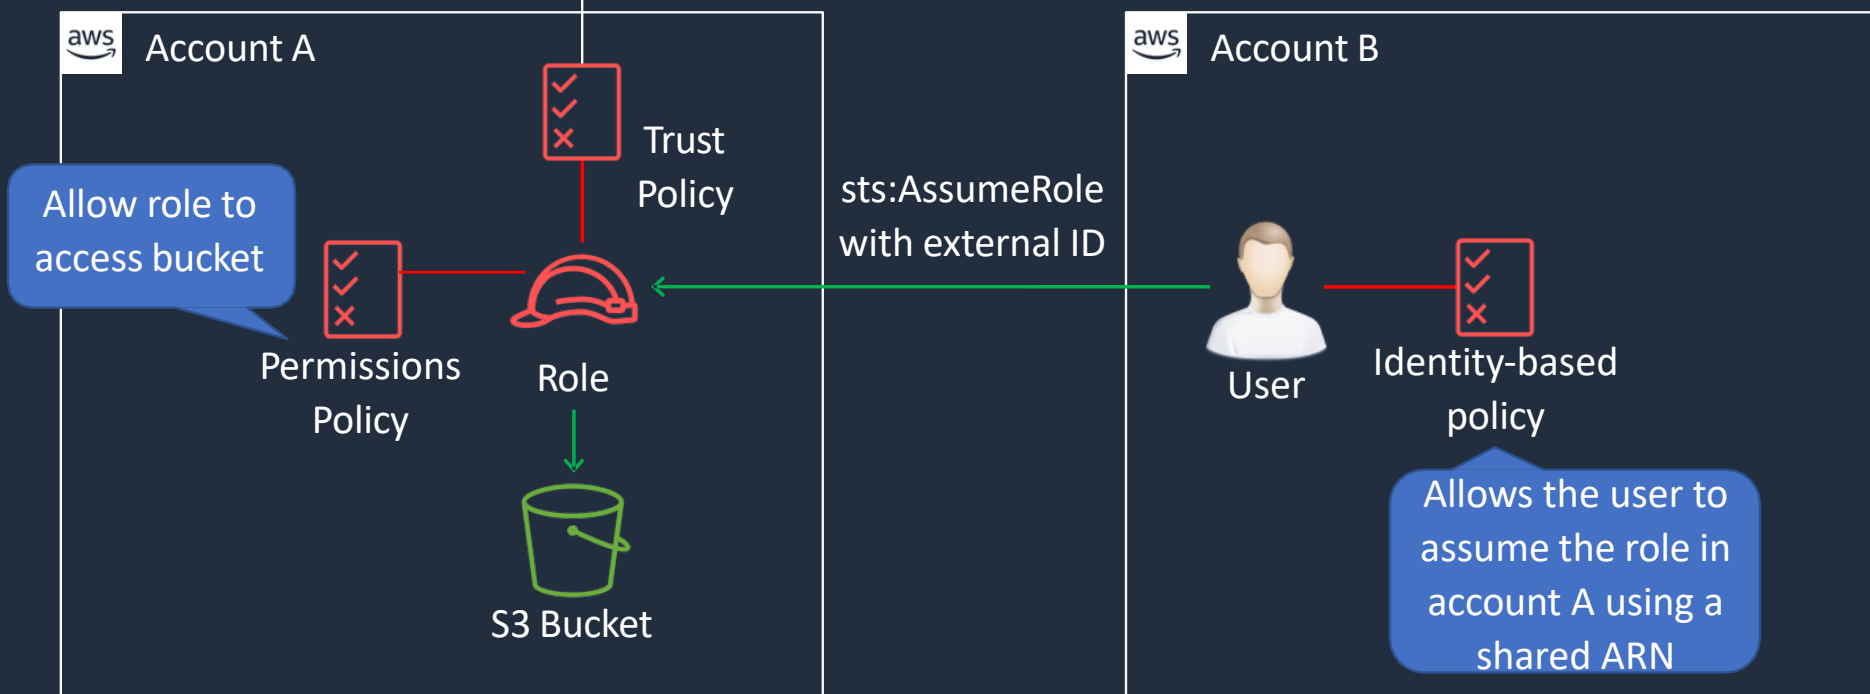 aws
Account A
aws
Account B
Trust
Policy
Allow role to
access bucket
sts:AssumeRole
with external ID
Permissions
Policy
Role
User
Identity-based
policy
Allows the user to
assume the role in
account A using a
shared ARN
S3 Bucket